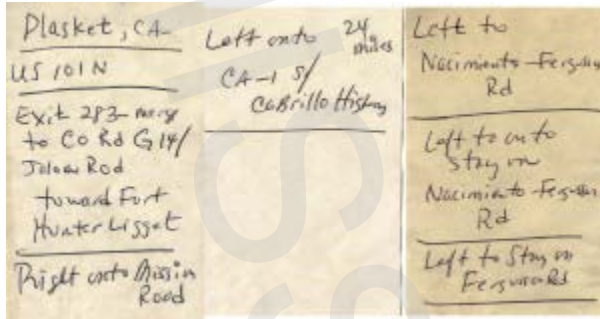 Plasket, CA
US 101 N
Exit 283- merge
to Co Rd G14/
Jolon Rod
toward Fort
Hunter Ligget
Right onto Mission
Road
Left onto 24 miles
CA-1 S/
Cabrillo Highway
Left to
Nacimiento-Ferguson
Rd
Left to onto
stay on
Nacimiento-Ferguson
Rd
Left to Stay on
Ferguson Rd